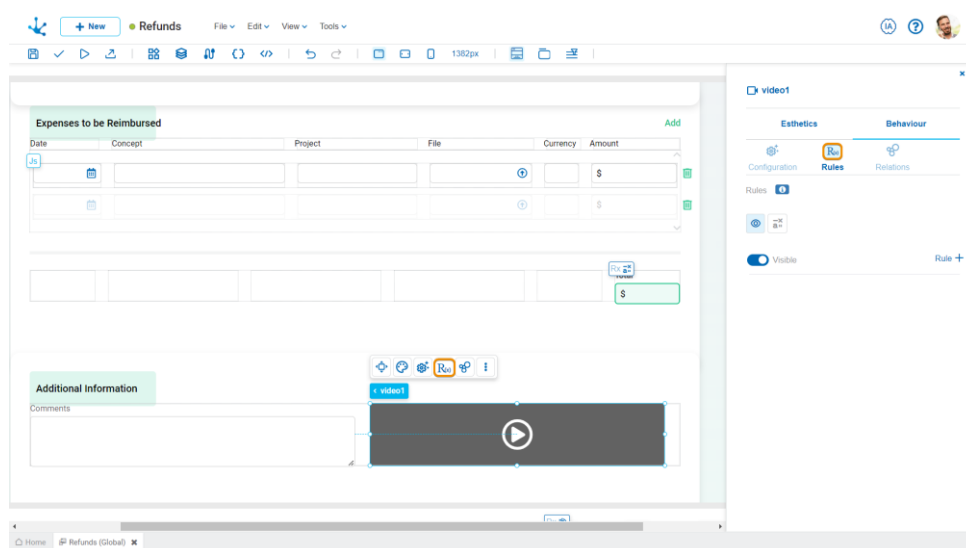 + New
Refunds
File
Edit
View
Tools
IA
?
1382px
video1
Esthetics
Behaviour
Configuration
Rules
Relations
Rules
Visible
Rule +
Expenses to be Reimbursed
Add
Date
Concept
Project
File
Currency
Amount
Js
$
$
Rx
Total
$
Additional Information
R(x)
‹ video1
Comments
Home
Refunds (Global)